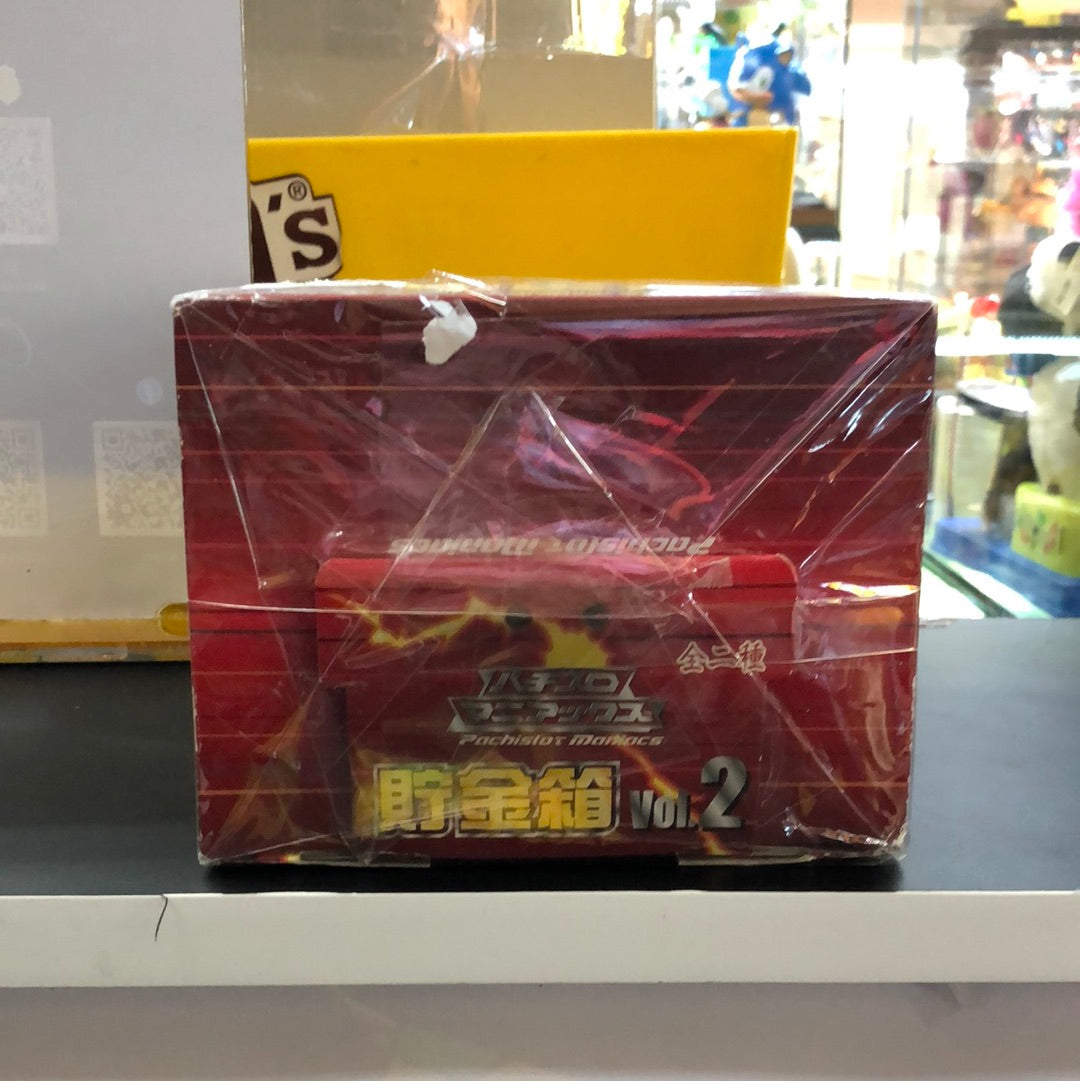 's®
Pachislot Maniacs
全二種
パチスロ
マニアックス
Pachislot Maniacs
貯金箱 Vol.2